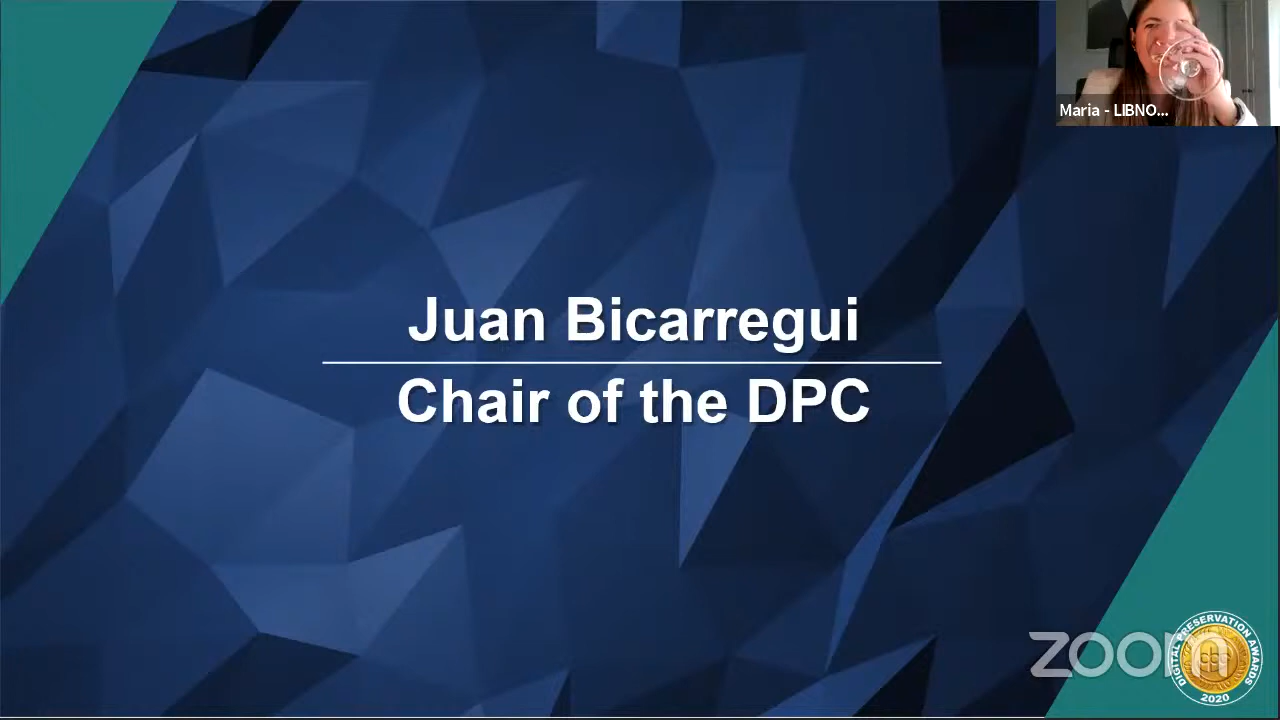 Maria - LIBNO...
Juan Bicarregui
Chair of the DPC
zoom
DIGITAL PRESERVATION AWARDS
2020